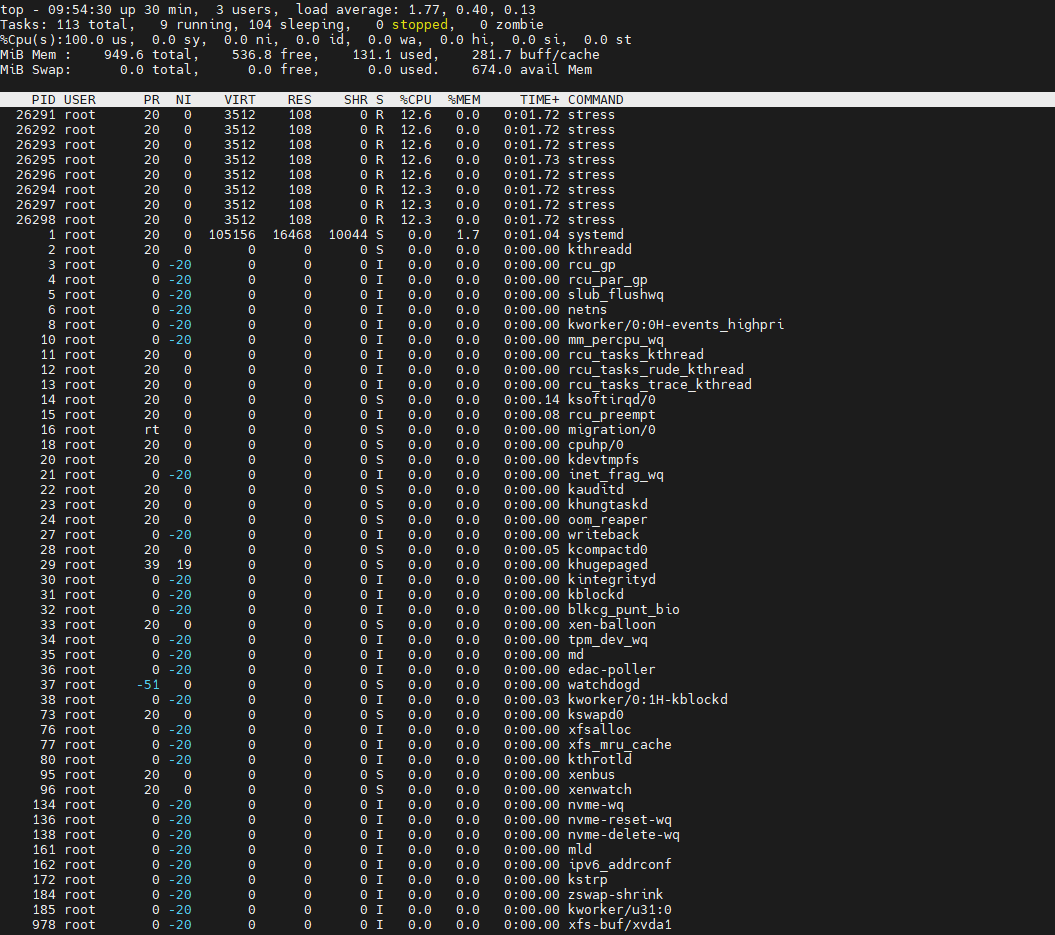 top - 09:54:30 up 30 min,  3 users,  load average: 1.77, 0.40, 0.13
Tasks: 113 total,   9 running, 104 sleeping,   0 stopped,   0 zombie
%Cpu(s):100.0 us,  0.0 sy,  0.0 ni,  0.0 id,  0.0 wa,  0.0 hi,  0.0 si,  0.0 st
MiB Mem :    949.6 total,    536.8 free,    131.1 used,    281.7 buff/cache
MiB Swap:      0.0 total,      0.0 free,      0.0 used.    674.0 avail Mem
PID USER      PR  NI    VIRT    RES    SHR S  %CPU  %MEM     TIME+ COMMAND
26291 root      20   0    3512    108      0 R  12.6   0.0   0:01.72 stress
26292 root      20   0    3512    108      0 R  12.6   0.0   0:01.72 stress
26293 root      20   0    3512    108      0 R  12.6   0.0   0:01.72 stress
26295 root      20   0    3512    108      0 R  12.6   0.0   0:01.73 stress
26296 root      20   0    3512    108      0 R  12.6   0.0   0:01.72 stress
26294 root      20   0    3512    108      0 R  12.3   0.0   0:01.72 stress
26297 root      20   0    3512    108      0 R  12.3   0.0   0:01.72 stress
26298 root      20   0    3512    108      0 R  12.3   0.0   0:01.72 stress
1 root      20   0  105156  16468  10044 S   0.0   1.7   0:01.04 systemd
2 root      20   0       0      0      0 S   0.0   0.0   0:00.00 kthreadd
3 root       0 -20       0      0      0 I   0.0   0.0   0:00.00 rcu_gp
4 root       0 -20       0      0      0 I   0.0   0.0   0:00.00 rcu_par_gp
5 root       0 -20       0      0      0 I   0.0   0.0   0:00.00 slub_flushwq
6 root       0 -20       0      0      0 I   0.0   0.0   0:00.00 netns
8 root       0 -20       0      0      0 I   0.0   0.0   0:00.00 kworker/0:0H-events_highpri
10 root       0 -20       0      0      0 I   0.0   0.0   0:00.00 mm_percpu_wq
11 root      20   0       0      0      0 I   0.0   0.0   0:00.00 rcu_tasks_kthread
12 root      20   0       0      0      0 I   0.0   0.0   0:00.00 rcu_tasks_rude_kthread
13 root      20   0       0      0      0 I   0.0   0.0   0:00.00 rcu_tasks_trace_kthread
14 root      20   0       0      0      0 S   0.0   0.0   0:00.14 ksoftirqd/0
15 root      20   0       0      0      0 I   0.0   0.0   0:00.08 rcu_preempt
16 root      rt   0       0      0      0 S   0.0   0.0   0:00.00 migration/0
18 root      20   0       0      0      0 S   0.0   0.0   0:00.00 cpuhp/0
20 root      20   0       0      0      0 S   0.0   0.0   0:00.00 kdevtmpfs
21 root       0 -20       0      0      0 I   0.0   0.0   0:00.00 inet_frag_wq
22 root      20   0       0      0      0 S   0.0   0.0   0:00.00 kauditd
23 root      20   0       0      0      0 S   0.0   0.0   0:00.00 khungtaskd
24 root      20   0       0      0      0 S   0.0   0.0   0:00.00 oom_reaper
27 root       0 -20       0      0      0 I   0.0   0.0   0:00.00 writeback
28 root      20   0       0      0      0 S   0.0   0.0   0:00.05 kcompactd0
29 root      39  19       0      0      0 S   0.0   0.0   0:00.00 khugepaged
30 root       0 -20       0      0      0 I   0.0   0.0   0:00.00 kintegrityd
31 root       0 -20       0      0      0 I   0.0   0.0   0:00.00 kblockd
32 root       0 -20       0      0      0 I   0.0   0.0   0:00.00 blkcg_punt_bio
33 root      20   0       0      0      0 S   0.0   0.0   0:00.00 xen-balloon
34 root       0 -20       0      0      0 I   0.0   0.0   0:00.00 tpm_dev_wq
35 root       0 -20       0      0      0 I   0.0   0.0   0:00.00 md
36 root       0 -20       0      0      0 I   0.0   0.0   0:00.00 edac-poller
37 root     -51   0       0      0      0 S   0.0   0.0   0:00.00 watchdogd
38 root       0 -20       0      0      0 I   0.0   0.0   0:00.03 kworker/0:1H-kblockd
73 root      20   0       0      0      0 S   0.0   0.0   0:00.00 kswapd0
76 root       0 -20       0      0      0 I   0.0   0.0   0:00.00 xfsalloc
77 root       0 -20       0      0      0 I   0.0   0.0   0:00.00 xfs_mru_cache
80 root       0 -20       0      0      0 I   0.0   0.0   0:00.00 kthrotld
95 root      20   0       0      0      0 S   0.0   0.0   0:00.00 xenbus
96 root      20   0       0      0      0 S   0.0   0.0   0:00.00 xenwatch
134 root       0 -20       0      0      0 I   0.0   0.0   0:00.00 nvme-wq
136 root       0 -20       0      0      0 I   0.0   0.0   0:00.00 nvme-reset-wq
138 root       0 -20       0      0      0 I   0.0   0.0   0:00.00 nvme-delete-wq
161 root       0 -20       0      0      0 I   0.0   0.0   0:00.00 mld
162 root       0 -20       0      0      0 I   0.0   0.0   0:00.00 ipv6_addrconf
172 root       0 -20       0      0      0 I   0.0   0.0   0:00.00 kstrp
184 root       0 -20       0      0      0 I   0.0   0.0   0:00.00 zswap-shrink
185 root       0 -20       0      0      0 I   0.0   0.0   0:00.00 kworker/u31:0
978 root       0 -20       0      0      0 I   0.0   0.0   0:00.00 xfs-buf/xvda1